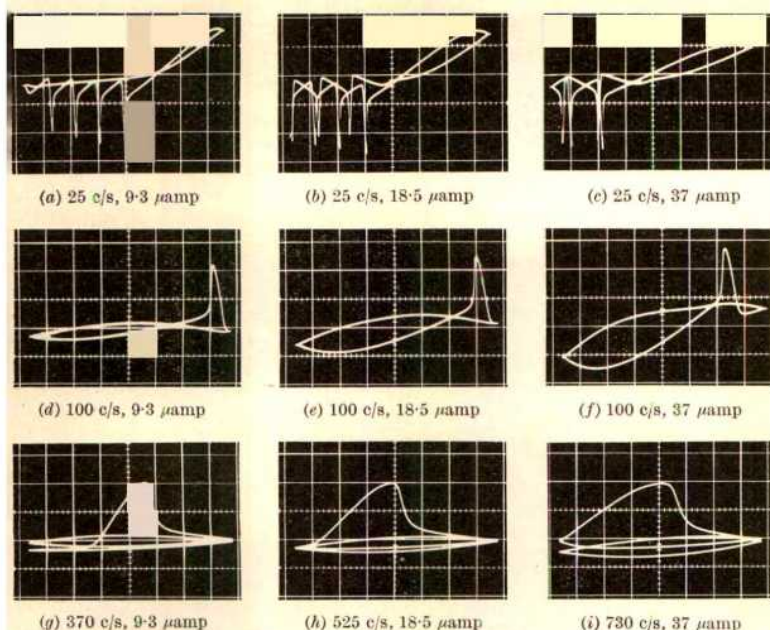 (a) 25 c/s, 9·3 μamp
(b) 25 c/s, 18·5 μamp
(c) 25 c/s, 37 μamp
(d) 100 c/s, 9·3 μamp
(e) 100 c/s, 18·5 μamp
(f) 100 c/s, 37 μamp
(g) 370 c/s, 9·3 μamp
(h) 525 c/s, 18·5 μamp
(i) 730 c/s, 37 μamp